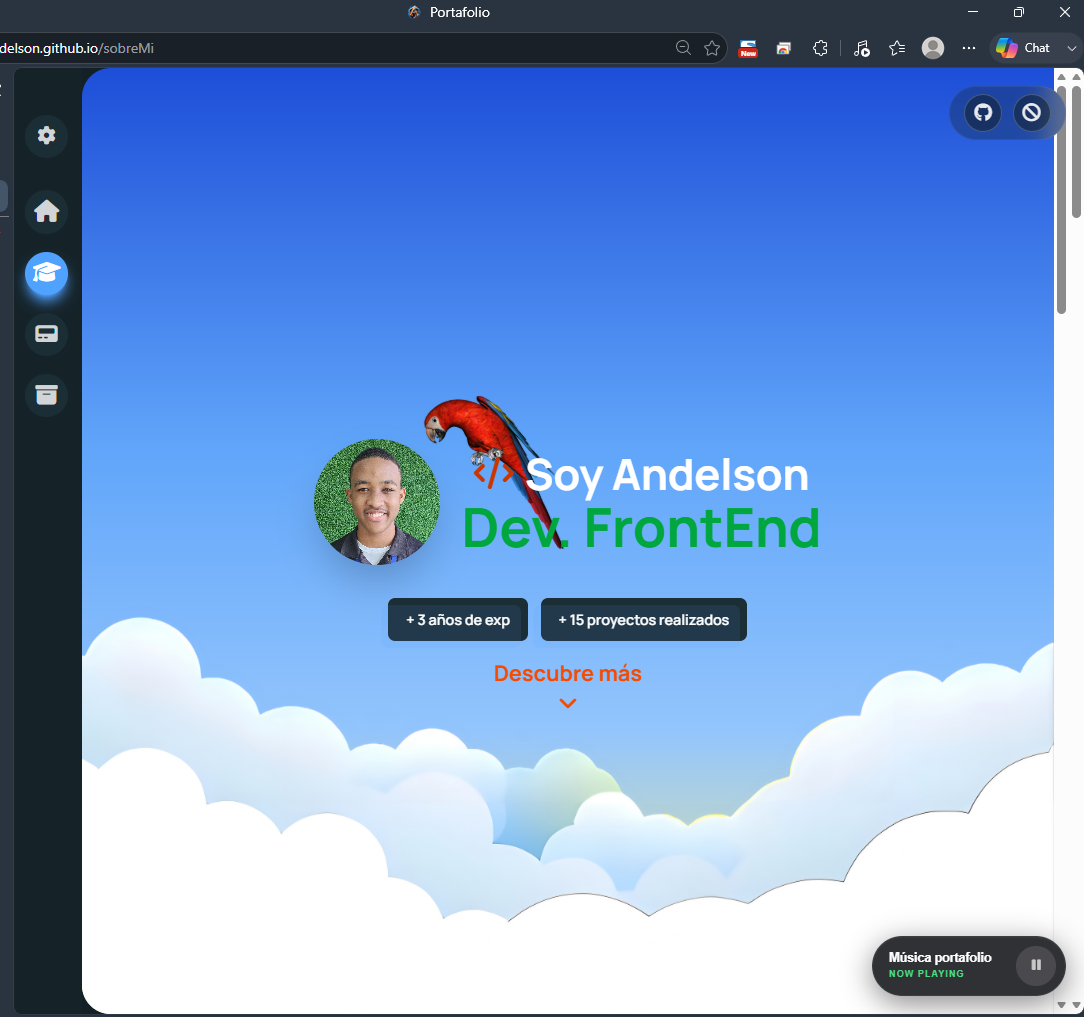 Portafolio
delson.github.io/sobreMi
New
Chat
</> Soy Andelson
Dev. FrontEnd
+ 3 años de exp
+ 15 proyectos realizados
Descubre más
Música portafolio
NOW PLAYING